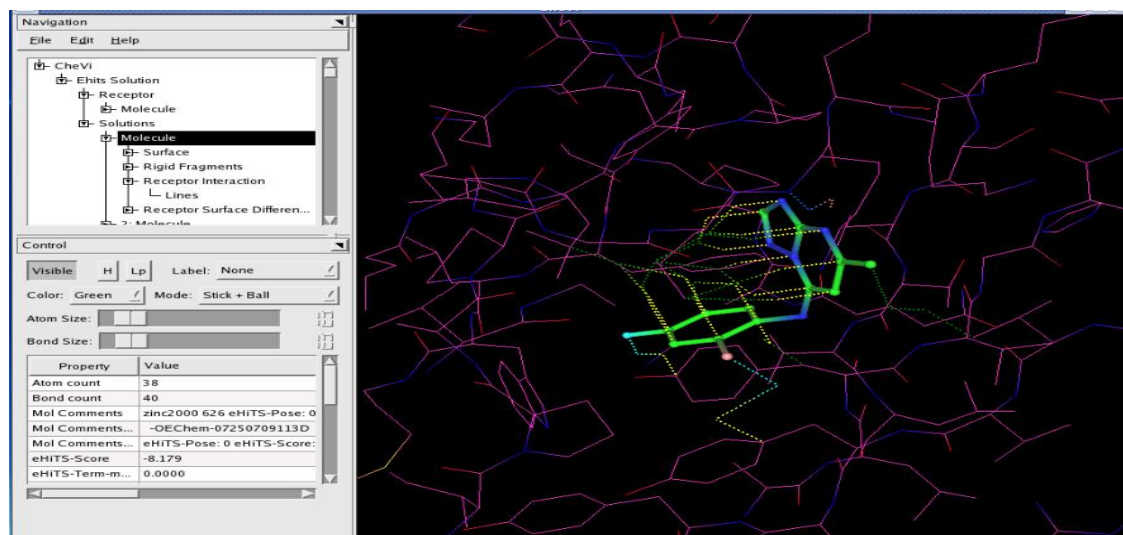 Navigation
File Edit Help
CheVi
Ehits Solution
Receptor
Molecule
Solutions
Molecule
Surface
Rigid Fragments
Receptor Interaction
Lines
Receptor Surface Differen...
2: Molecule
Control
Visible H Lp Label: None
Color: Green Mode: Stick + Ball
Atom Size:
Bond Size:
Property Value
Atom count 38
Bond count 40
Mol Comments zinc2000 626 eHiTS-Pose: 0
Mol Comments... -OEChem-07250709113D
Mol Comments... eHiTS-Pose: 0 eHiTS-Score:
eHiTS-Score -8.179
eHiTS-Term-m... 0.0000